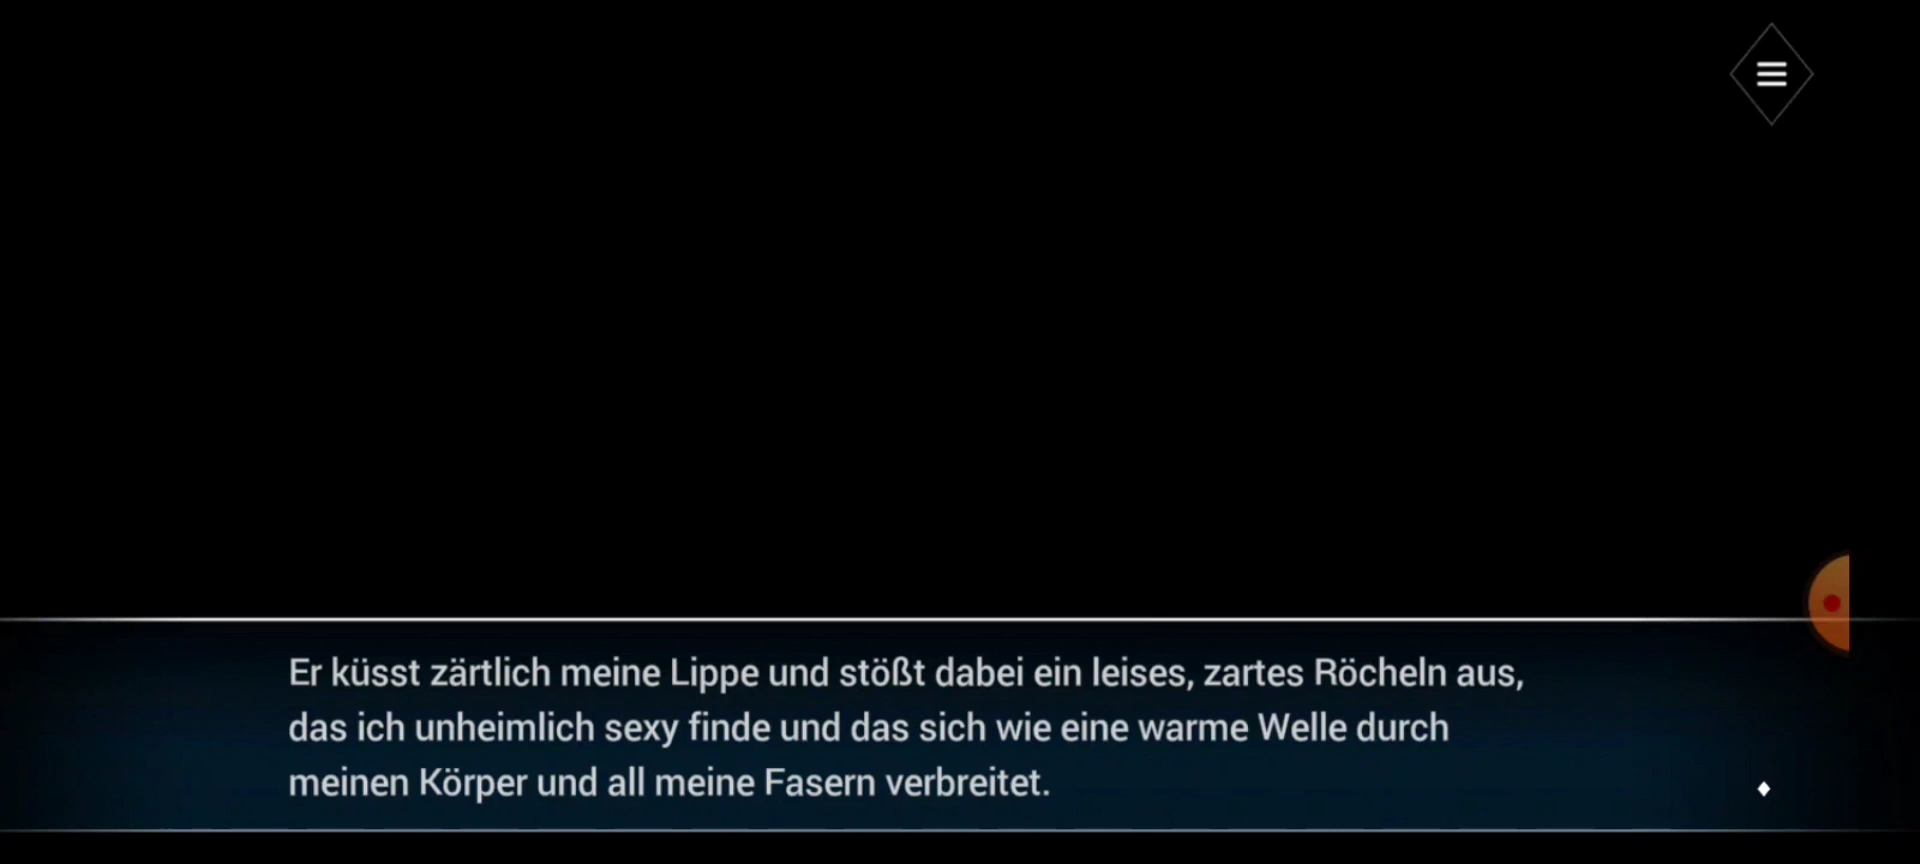 Er küsst zärtlich meine Lippe und stößt dabei ein leises, zartes Röcheln aus,
das ich unheimlich sexy finde und das sich wie eine warme Welle durch
meinen Körper und all meine Fasern verbreitet.